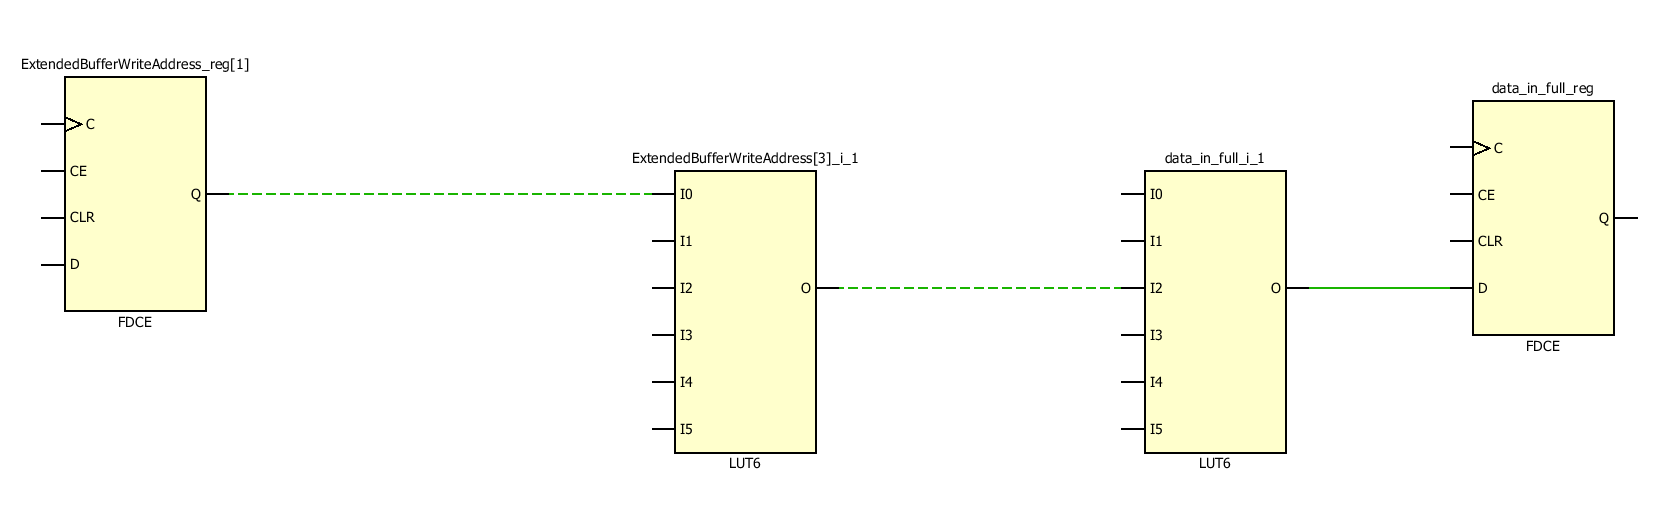 ExtendedBufferWriteAddress_reg[1]
C
CE
Q
CLR
D
FDCE
ExtendedBufferWriteAddress[3]_i_1
I0
I1
I2
O
I3
I4
I5
LUT6
data_in_full_i_1
I0
I1
I2
O
I3
I4
I5
LUT6
data_in_full_reg
C
CE
Q
CLR
D
FDCE